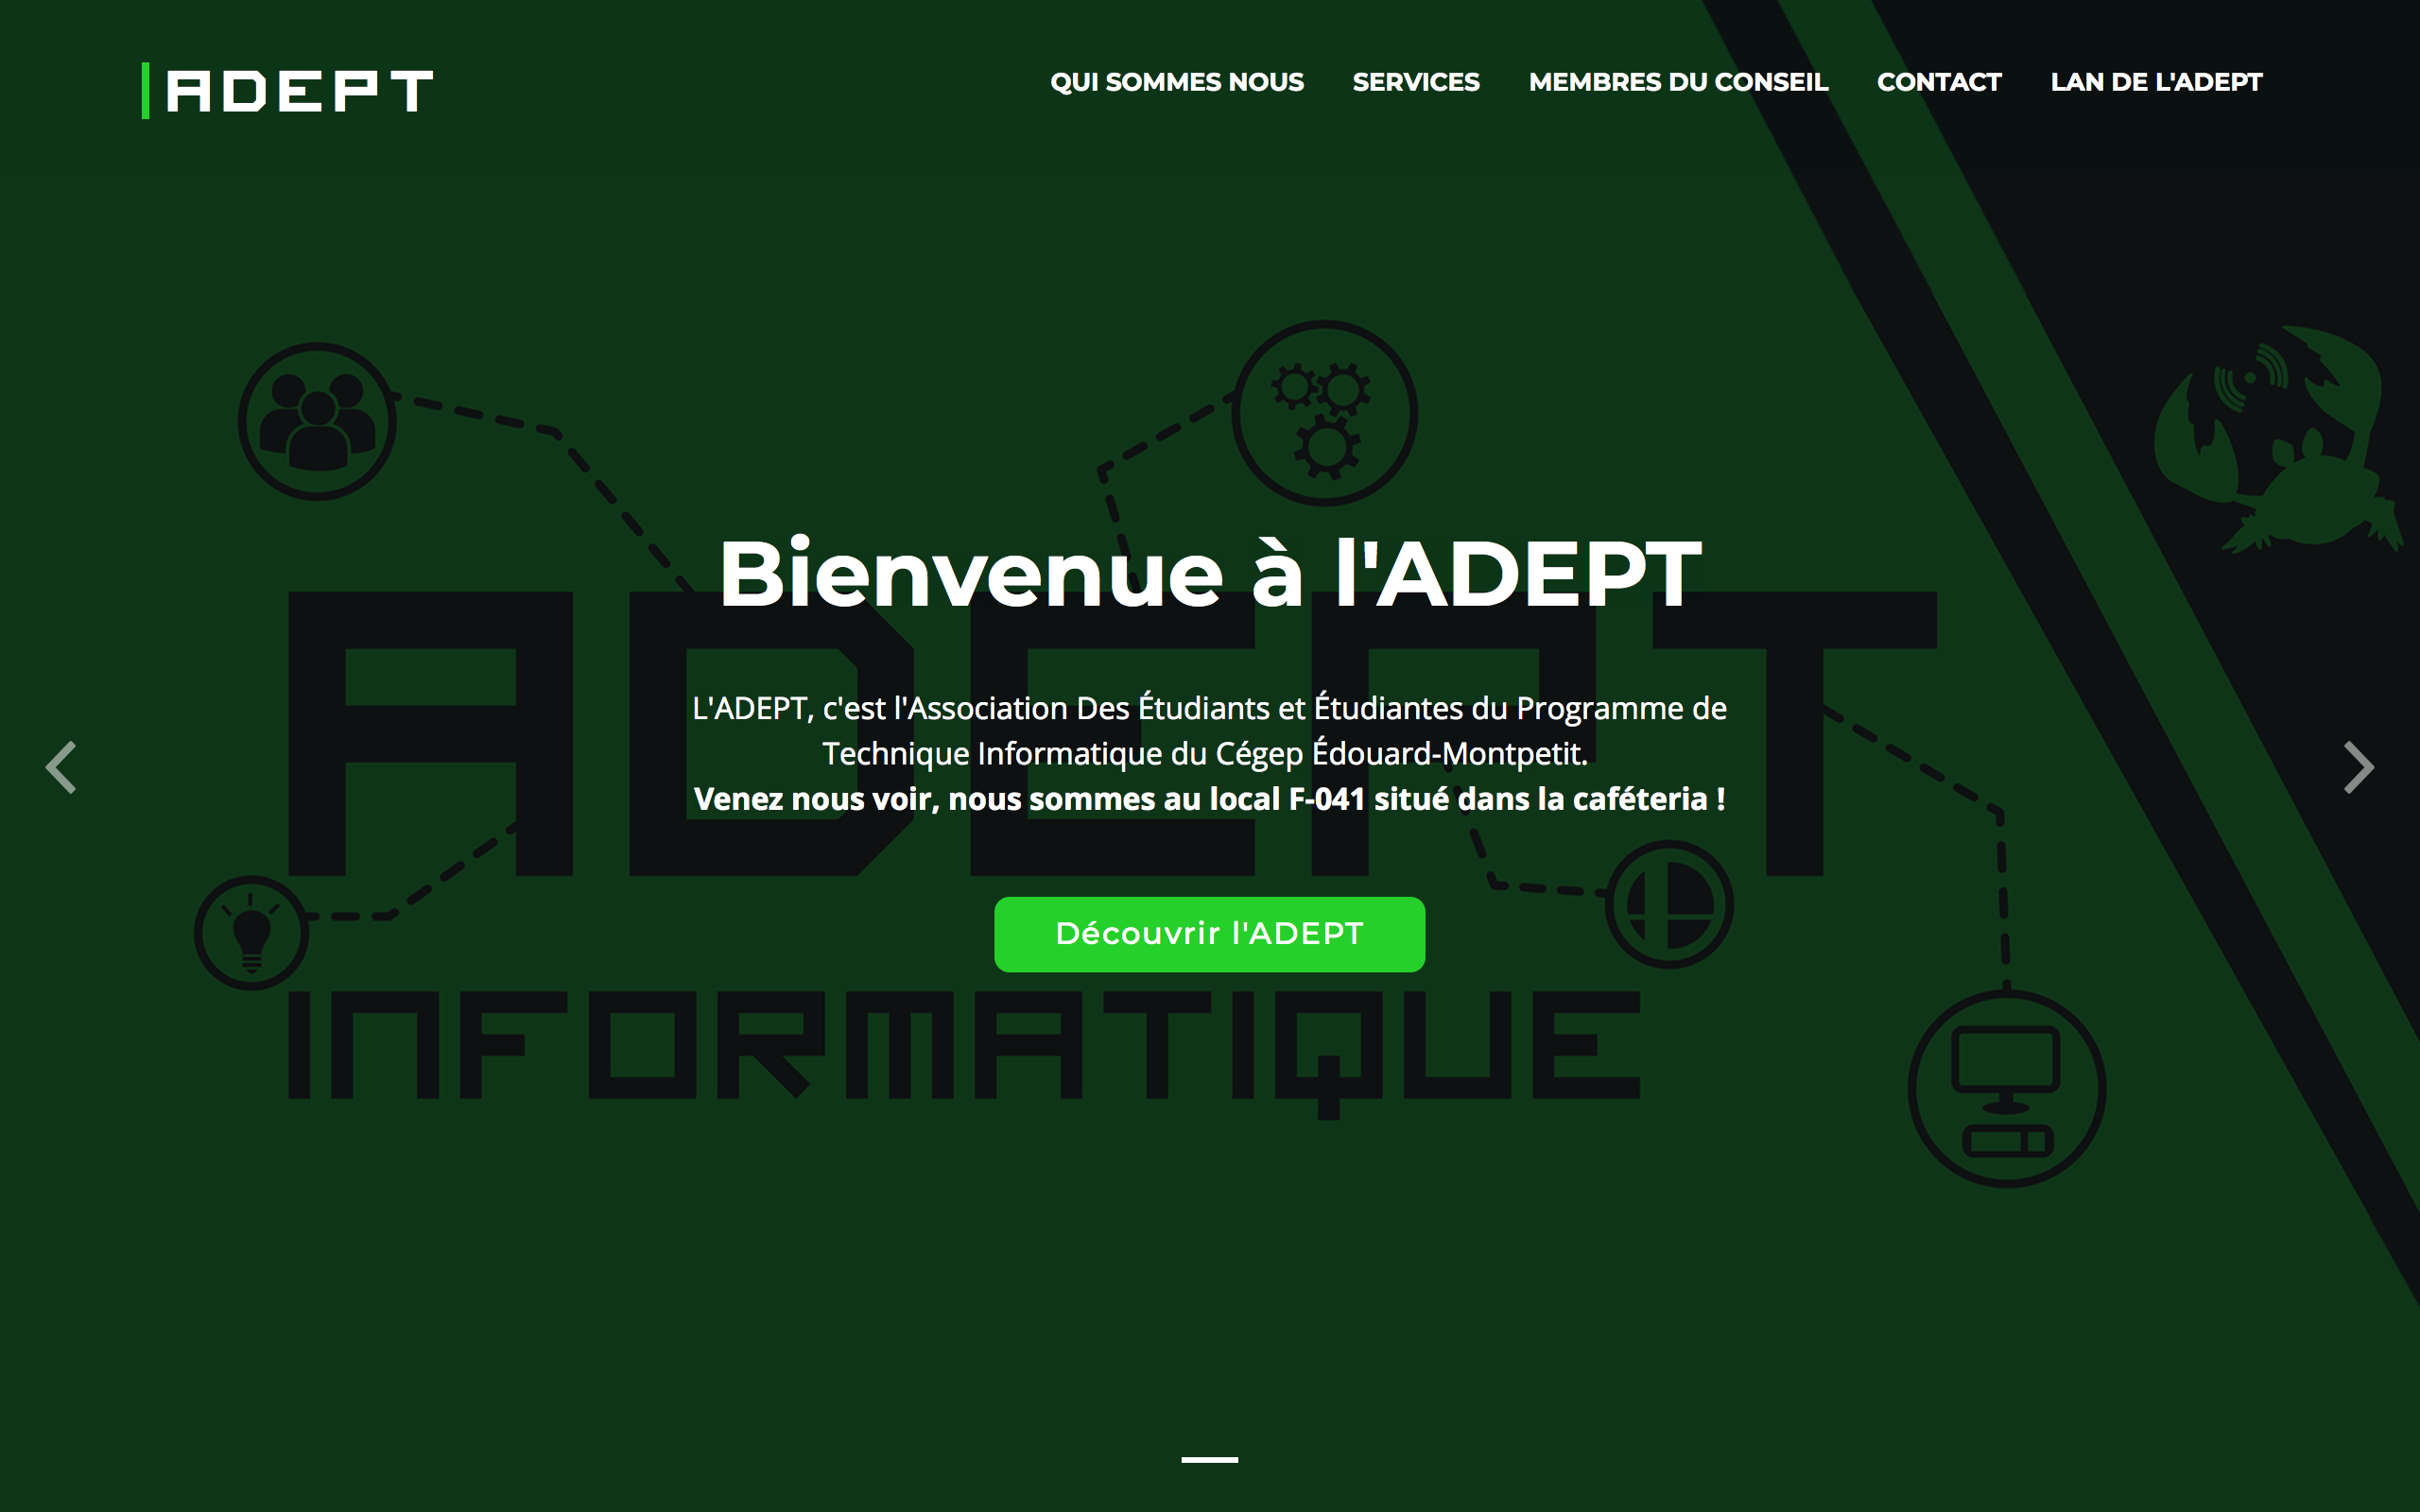 ADEPT
QUI SOMMES NOUS SERVICES MEMBRES DU CONSEIL CONTACT LAN DE L'ADEPT
Bienvenue à l'ADEPT
ADEPT
L'ADEPT, c'est l'Association Des Étudiants et Étudiantes du Programme de
Technique Informatique du Cégep Édouard-Montpetit.
Venez nous voir, nous sommes au local F-041 situé dans la caféteria !
Découvrir l'ADEPT
INFORMATIQUE